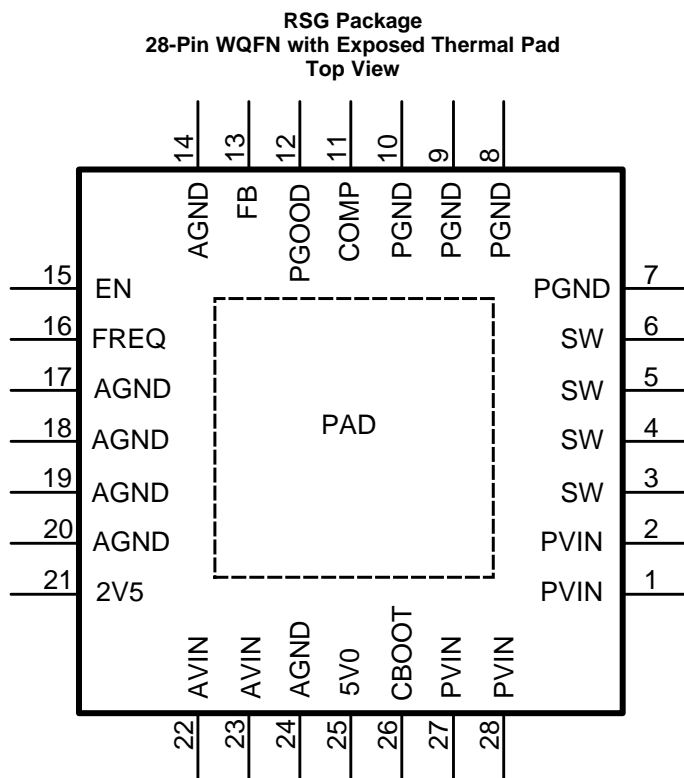 RSG Package
28-Pin WQFN with Exposed Thermal Pad
Top View
14 13 12 11 10 9 8
AGND FB PGOOD COMP PGND PGND PGND
15 EN PGND 7
16 FREQ SW 6
17 AGND SW 5
18 AGND PAD SW 4
19 AGND SW 3
20 AGND PVIN 2
21 2V5 PVIN 1
AVIN AVIN AGND 5V0 CBOOT PVIN PVIN
22 23 24 25 26 27 28